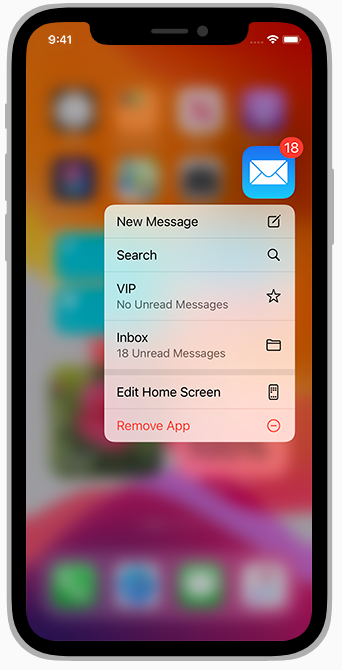 9:41
18
New Message
Search
VIP
No Unread Messages
Inbox
18 Unread Messages
Edit Home Screen
Remove App